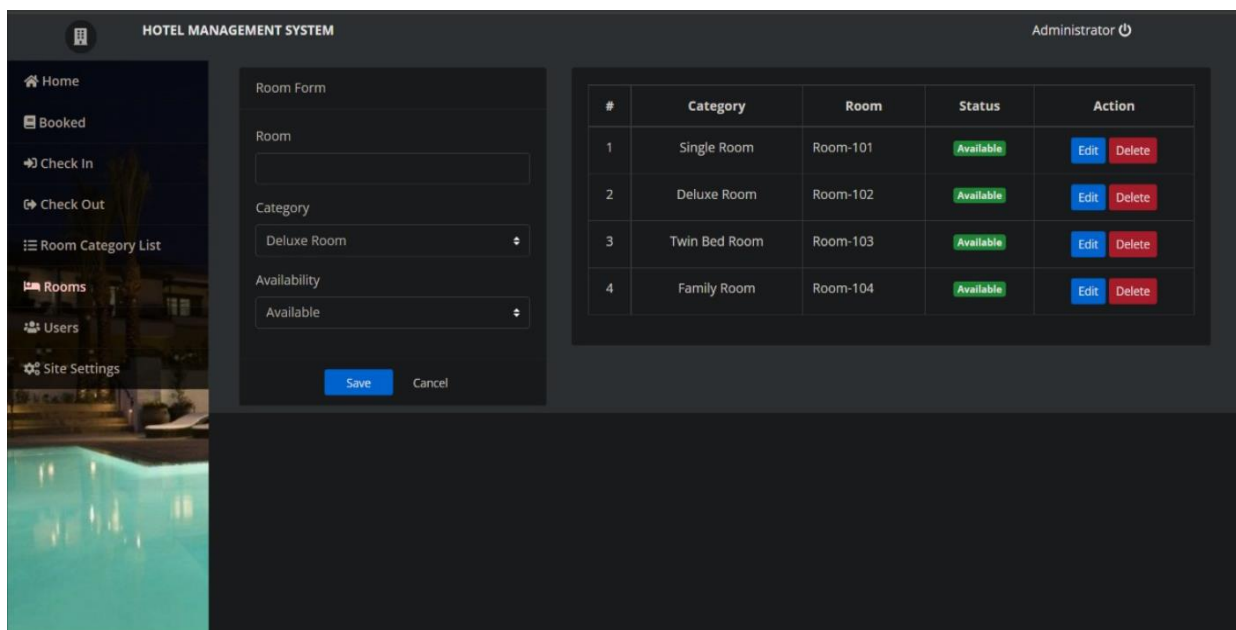 HOTEL MANAGEMENT SYSTEM
Administrator
Home
Booked
Check In
Check Out
Room Category List
Rooms
Users
Site Settings
Room Form
Room
Category
Deluxe Room
Availability
Available
Save Cancel
# Category Room Status Action
1 Single Room Room-101 Available Edit Delete
2 Deluxe Room Room-102 Available Edit Delete
3 Twin Bed Room Room-103 Available Edit Delete
4 Family Room Room-104 Available Edit Delete